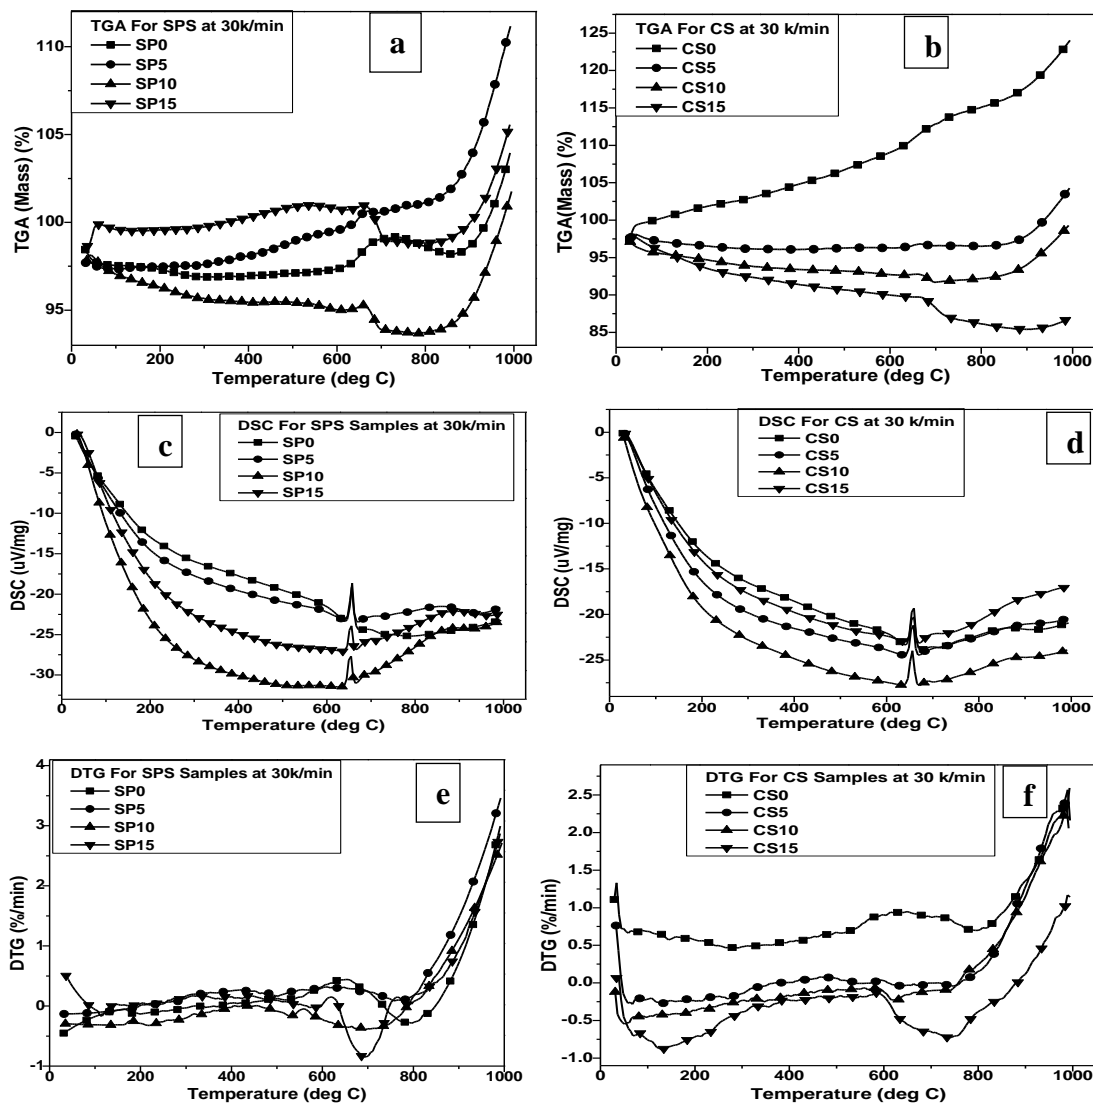 TGA For SPS at 30k/min
SP0
SP5
SP10
SP15
a
110
105
100
95
TGA (Mass) (%)
0 200 400 600 800 1000
Temperature (deg C)
TGA For CS at 30 k/min
CS0
CS5
CS10
CS15
b
125
120
115
110
105
100
95
90
85
TGA(Mass) (%)
0 200 400 600 800 1000
Temperature (deg C)
DSC For SPS Samples at 30k/min
SP0
SP5
SP10
SP15
c
0
-5
-10
-15
-20
-25
-30
DSC (uV/mg)
0 200 400 600 800 1000
Temperature (deg C)
DSC For CS at 30 k/min
CS0
CS5
CS10
CS15
d
0
-5
-10
-15
-20
-25
DSC (uV/mg)
0 200 400 600 800 1000
Temperature (deg C)
DTG For SPS Samples at 30k/min
SP0
SP5
SP10
SP15
e
4
3
2
1
0
-1
DTG (%/min)
0 200 400 600 800 1000
Temperature (deg C)
DTG For CS Samples at 30 k/min
CS0
CS5
CS10
CS15
f
2.5
2.0
1.5
1.0
0.5
0.0
-0.5
-1.0
DTG (%/min)
0 200 400 600 800 1000
Temperature (deg C)